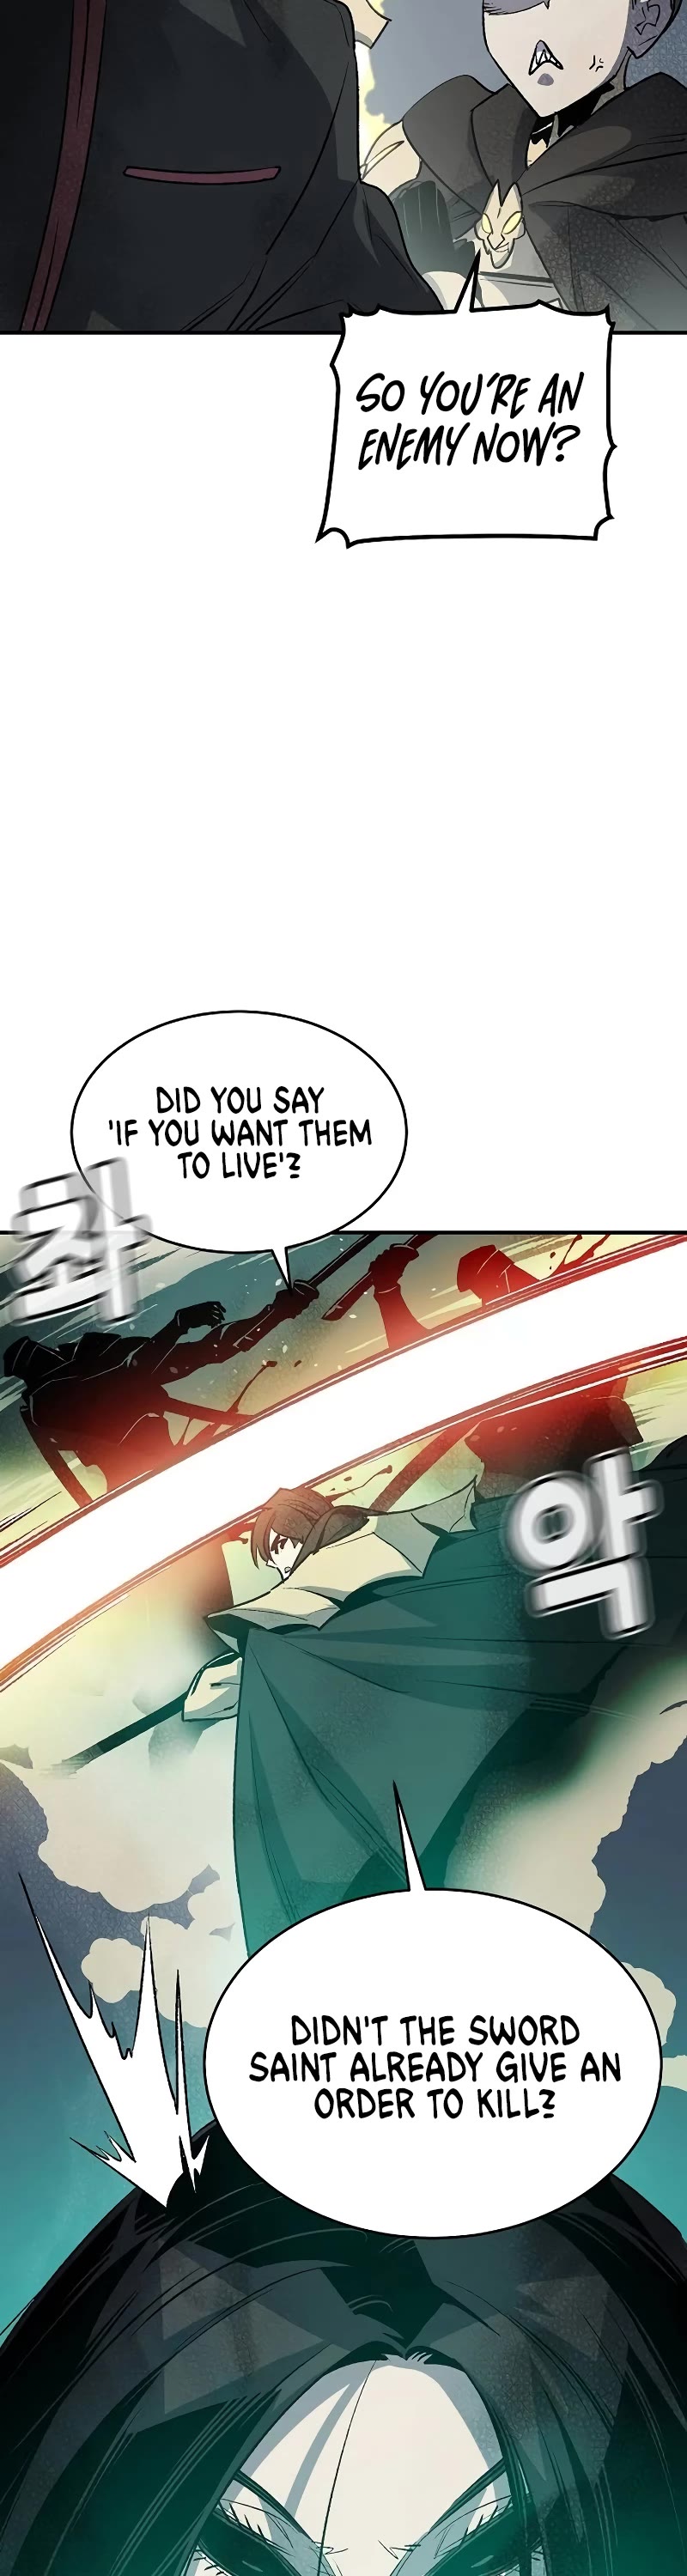 SO YOU'RE AN
ENEMY NOW?
DID YOU SAY
'IF YOU WANT THEM
TO LIVE'?
촤
악
DIDN'T THE SWORD
SAINT ALREADY GIVE AN
ORDER TO KILL?